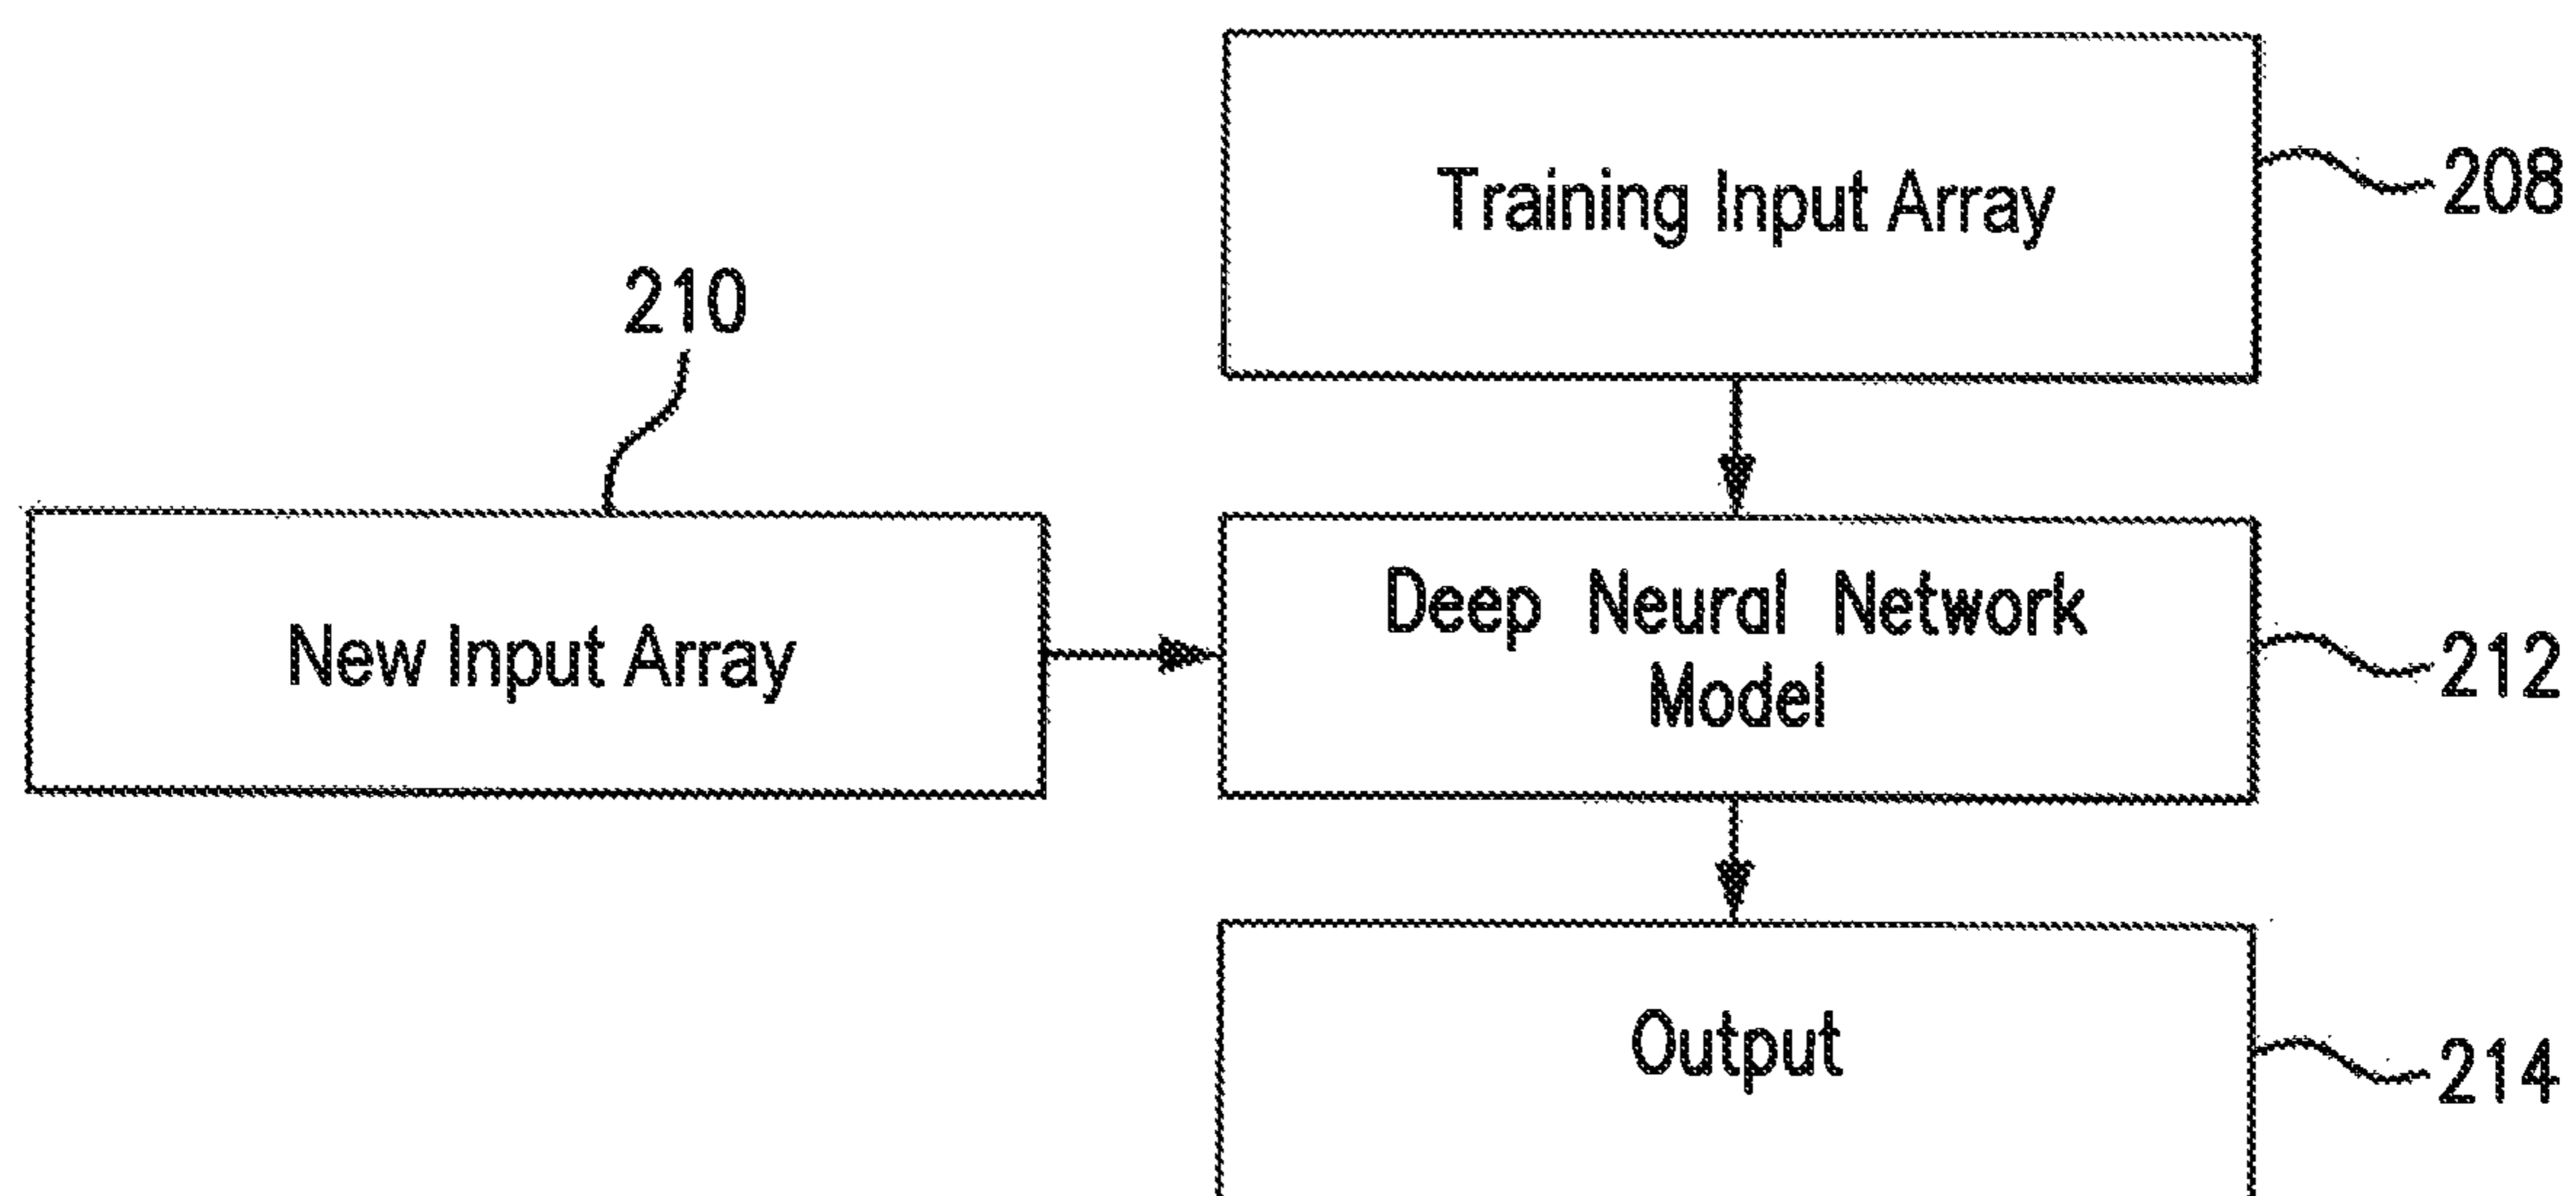 Training Input Array
208
210
New Input Array
Deep Neural Network
Model
212
Output
214